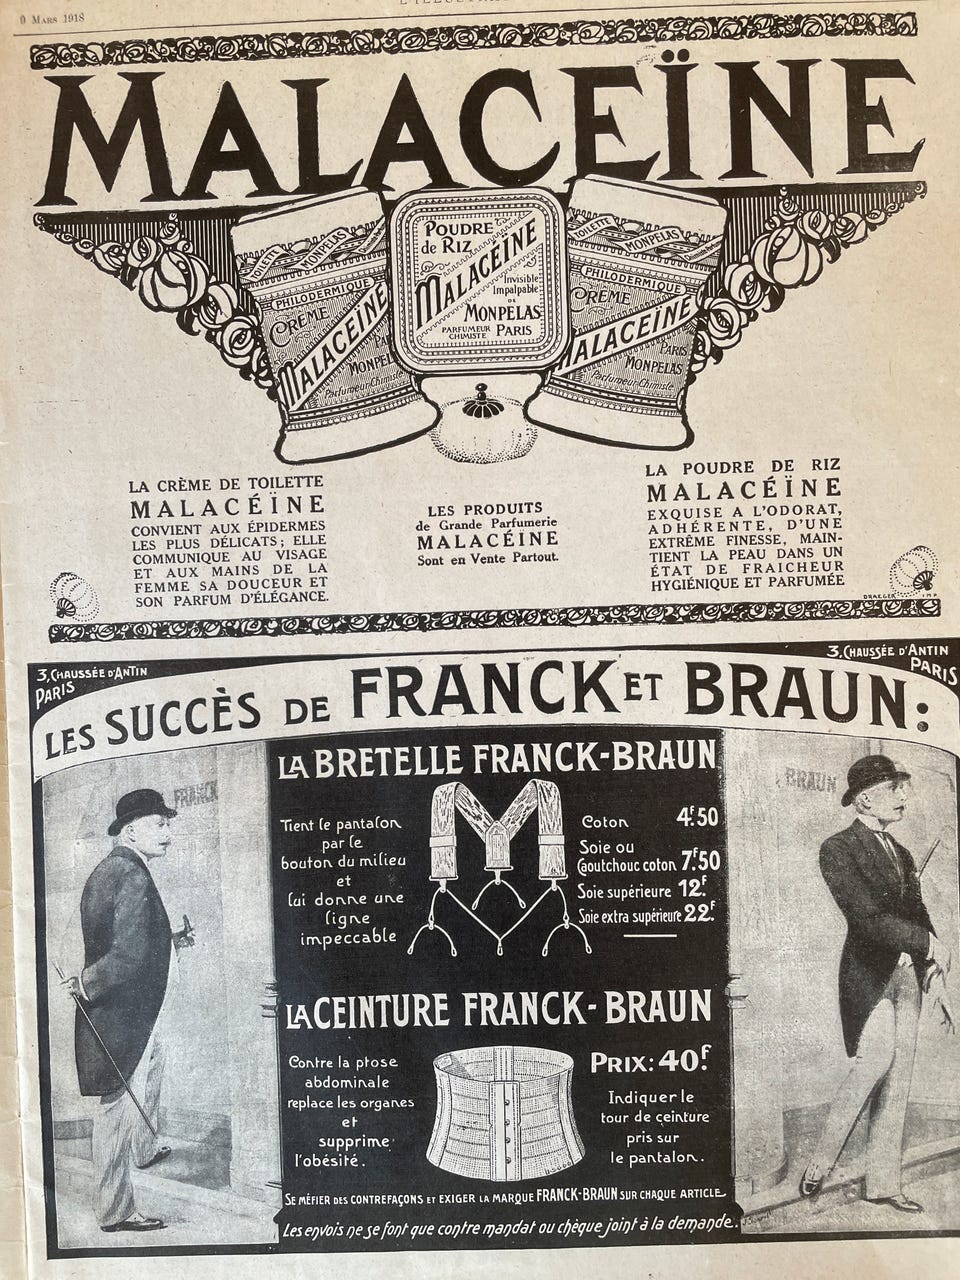 9 Mars 1918
MALACEÏNE
TOILETTE MONPELAS
PHILODERMIQUE
CRÈME
MALACEÏNE
MONPELAS
Parfumeur-Chimiste
POUDRE
de RIZ
MALACEÏNE
Invisible
Impalpable
DE
MONPELAS
PARFUMEUR
CHIMISTE
PARIS
TOILETTE MONPELAS
PHILODERMIQUE
CRÈME
MALACEÏNE
PARIS
MONPELAS
Parfumeur-Chimiste
LA CRÈME DE TOILETTE
MALACÉÏNE
CONVIENT AUX ÉPIDERMES
LES PLUS DÉLICATS ; ELLE
COMMUNIQUE AU VISAGE
ET AUX MAINS DE LA
FEMME SA DOUCEUR ET
SON PARFUM D'ÉLÉGANCE.
LES PRODUITS
de Grande Parfumerie
MALACÉÏNE
Sont en Vente Partout.
LA POUDRE DE RIZ
MALACÉÏNE
EXQUISE A L'ODORAT,
ADHÉRENTE, D'UNE
EXTRÊME FINESSE, MAIN-
TIENT LA PEAU DANS UN
ÉTAT DE FRAICHEUR
HYGIÉNIQUE ET PARFUMÉE
DRAEGER IMP.
3, CHAUSSÉE D'ANTIN
PARIS
3, CHAUSSÉE D'ANTIN
PARIS
LES SUCCÈS DE FRANCK ET BRAUN :
FRANCK
BRAUN
LA BRETELLE FRANCK-BRAUN
Tient le pantalon
par le
bouton du milieu
et
lui donne une
ligne
impeccable
Coton 4F.50
Soie ou
Caoutchouc coton 7F.50
Soie supérieure 12F.
Soie extra supérieure 22F.
LA CEINTURE FRANCK-BRAUN
Contre la ptose
abdominale
replace les organes
et
supprime
l'obésité.
PRIX : 40F.
Indiquer le
tour de ceinture
pris sur
le pantalon.
SE MÉFIER DES CONTREFAÇONS ET EXIGER LA MARQUE FRANCK-BRAUN SUR CHAQUE ARTICLE
Les envois ne se font que contre mandat ou chèque joint à la demande.